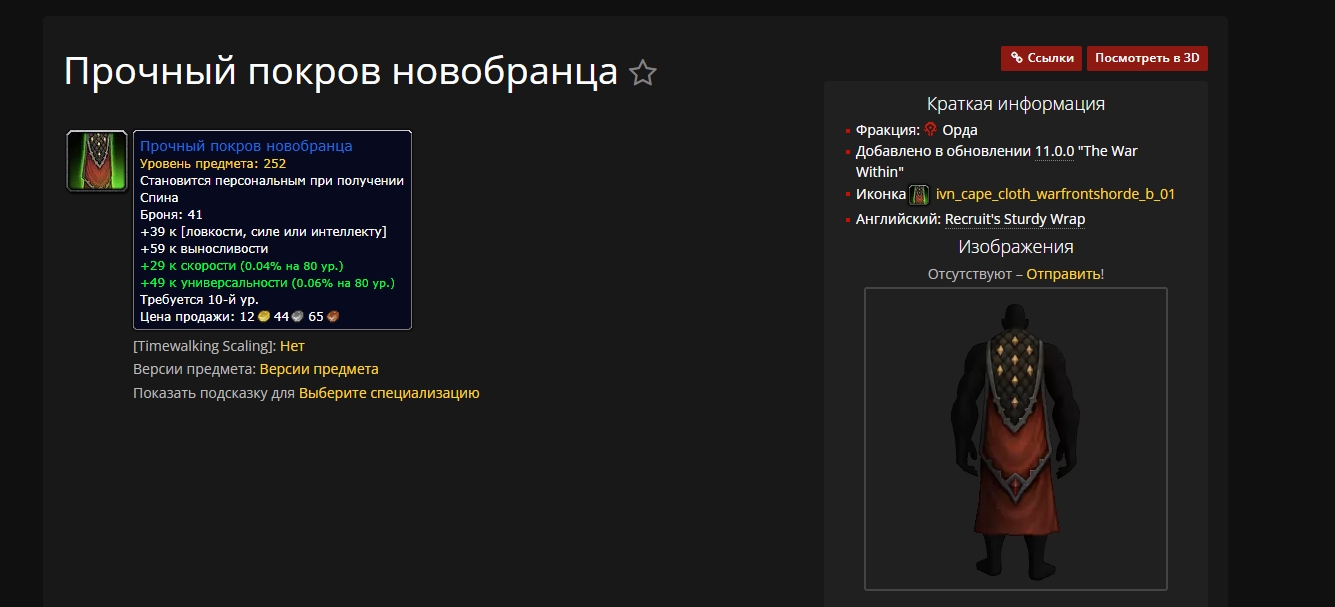 Прочный покров новобранца
Ссылки
Посмотреть в 3D
Прочный покров новобранца
Уровень предмета: 252
Становится персональным при получении
Спина
Броня: 41
+39 к [ловкости, силе или интеллекту]
+59 к выносливости
+29 к скорости (0.04% на 80 ур.)
+49 к универсальности (0.06% на 80 ур.)
Требуется 10-й ур.
Цена продажи: 12 44 65
[Timewalking Scaling]: Нет
Версии предмета: Версии предмета
Показать подсказку для Выберите специализацию
Краткая информация
Фракция: Орда
Добавлено в обновлении 11.0.0 "The War
Within"
Иконка ivn_cape_cloth_warfrontshorde_b_01
Английский: Recruit's Sturdy Wrap
Изображения
Отсутствуют – Отправить!